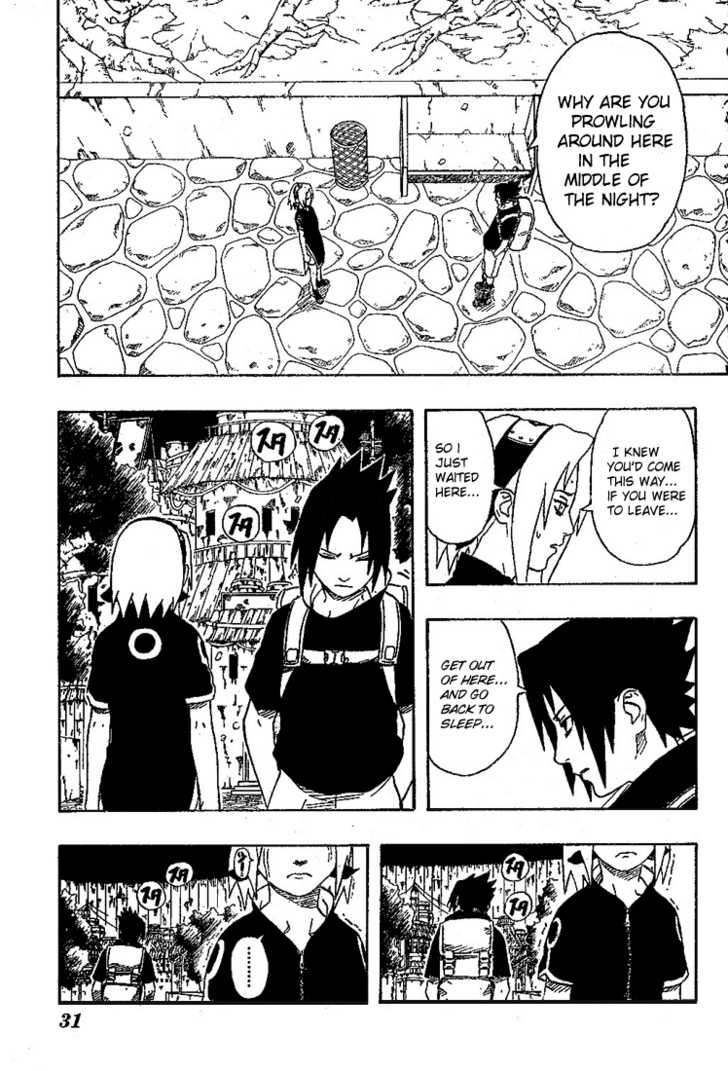 WHY ARE YOU
PROWLING
AROUND HERE
IN THE
MIDDLE OF
THE NIGHT?
I KNEW
YOU'D COME
THIS WAY...
IF YOU WERE
TO LEAVE...
SO I
JUST
WAITED
HERE...
GET OUT
OF HERE...
AND GO
BACK TO
SLEEP...
.......
31